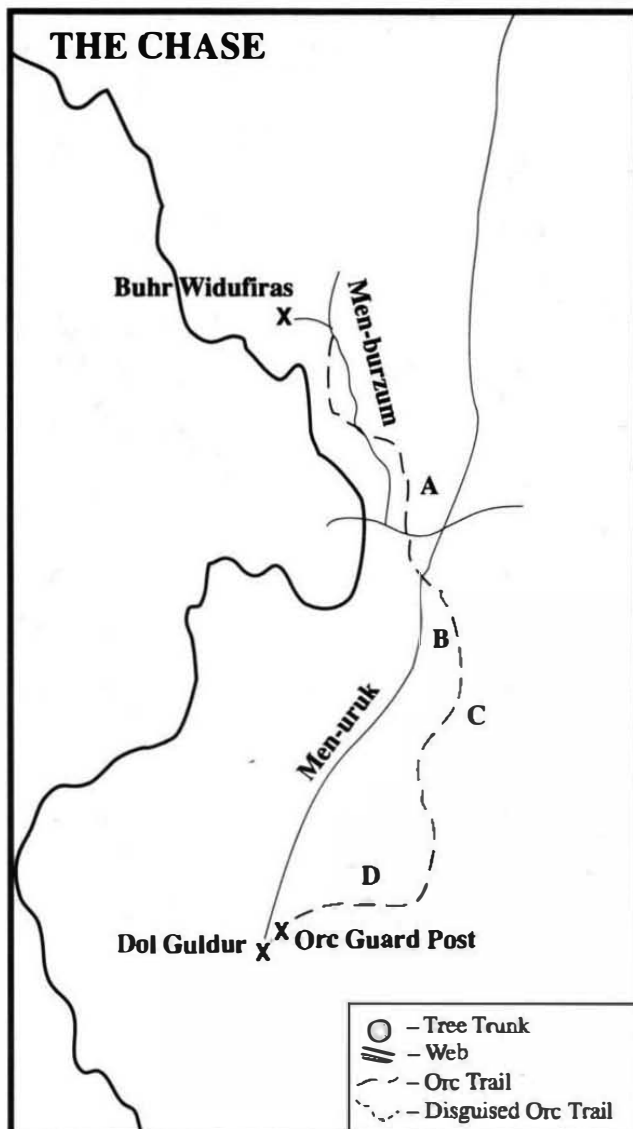 THE CHASE
Buhr Widufiras
X
Men-burzum
A
B
C
Men-uruk
D
Dol Guldur X
X Orc Guard Post
– Tree Trunk
– Web
– Orc Trail
– Disguised Orc Trail